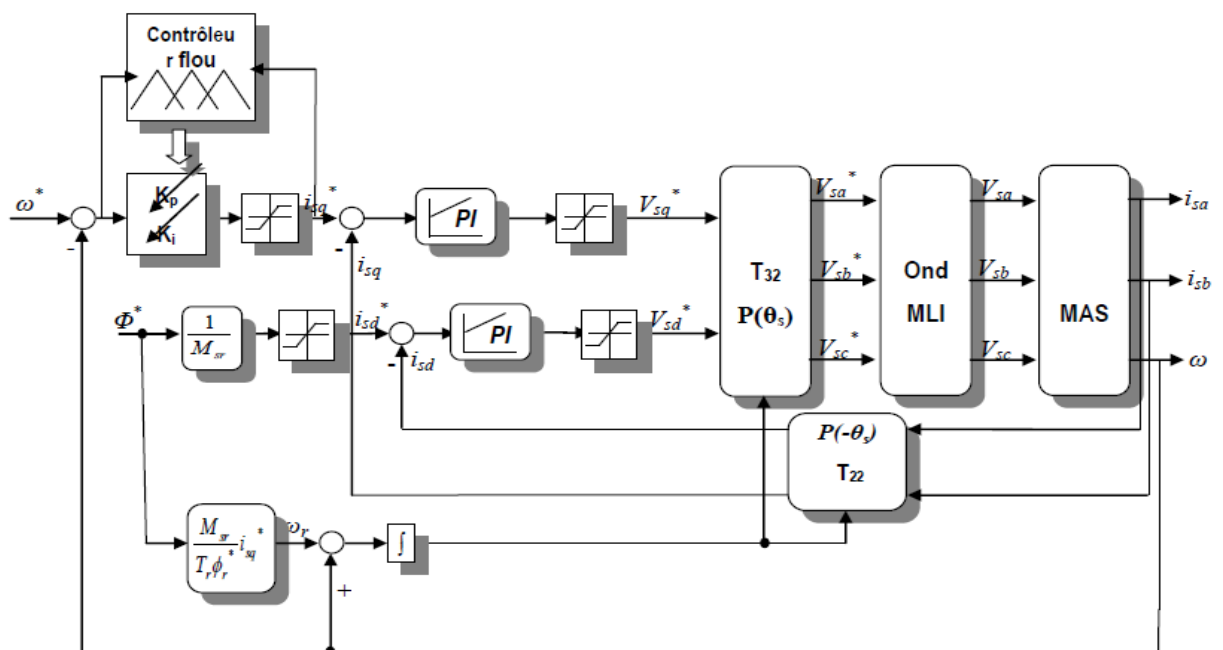 Contrôleu
r flou
ω*
-
Kp
Ki
isq*
-
isq
PI
Vsq*
Φ*
1
Msr
isd*
-
isd
PI
Vsd*
T32
P(θs)
Vsa*
Vsb*
Vsc*
Ond
MLI
Vsa
Vsb
Vsc
MAS
isa
isb
ω
P(-θs)
T22
Msr
Trϕr*
isq*
ωr
+
∫